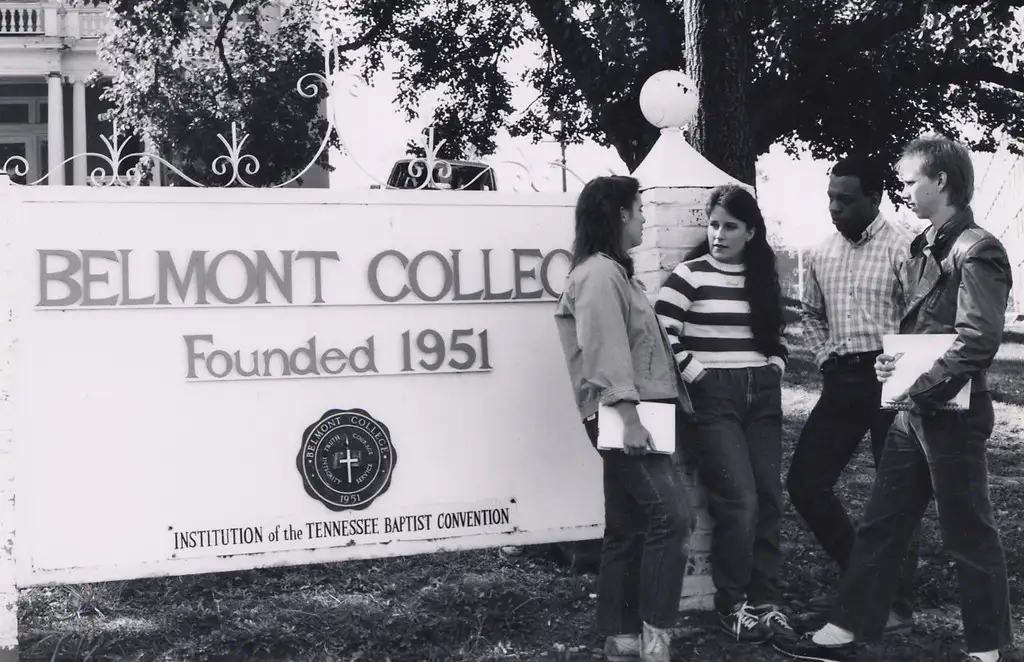 BELMONT COLLEG
Founded 1951
BELMONT COLLEGE
1951
INSTITUTION of the TENNESSEE BAPTIST CONVENTION